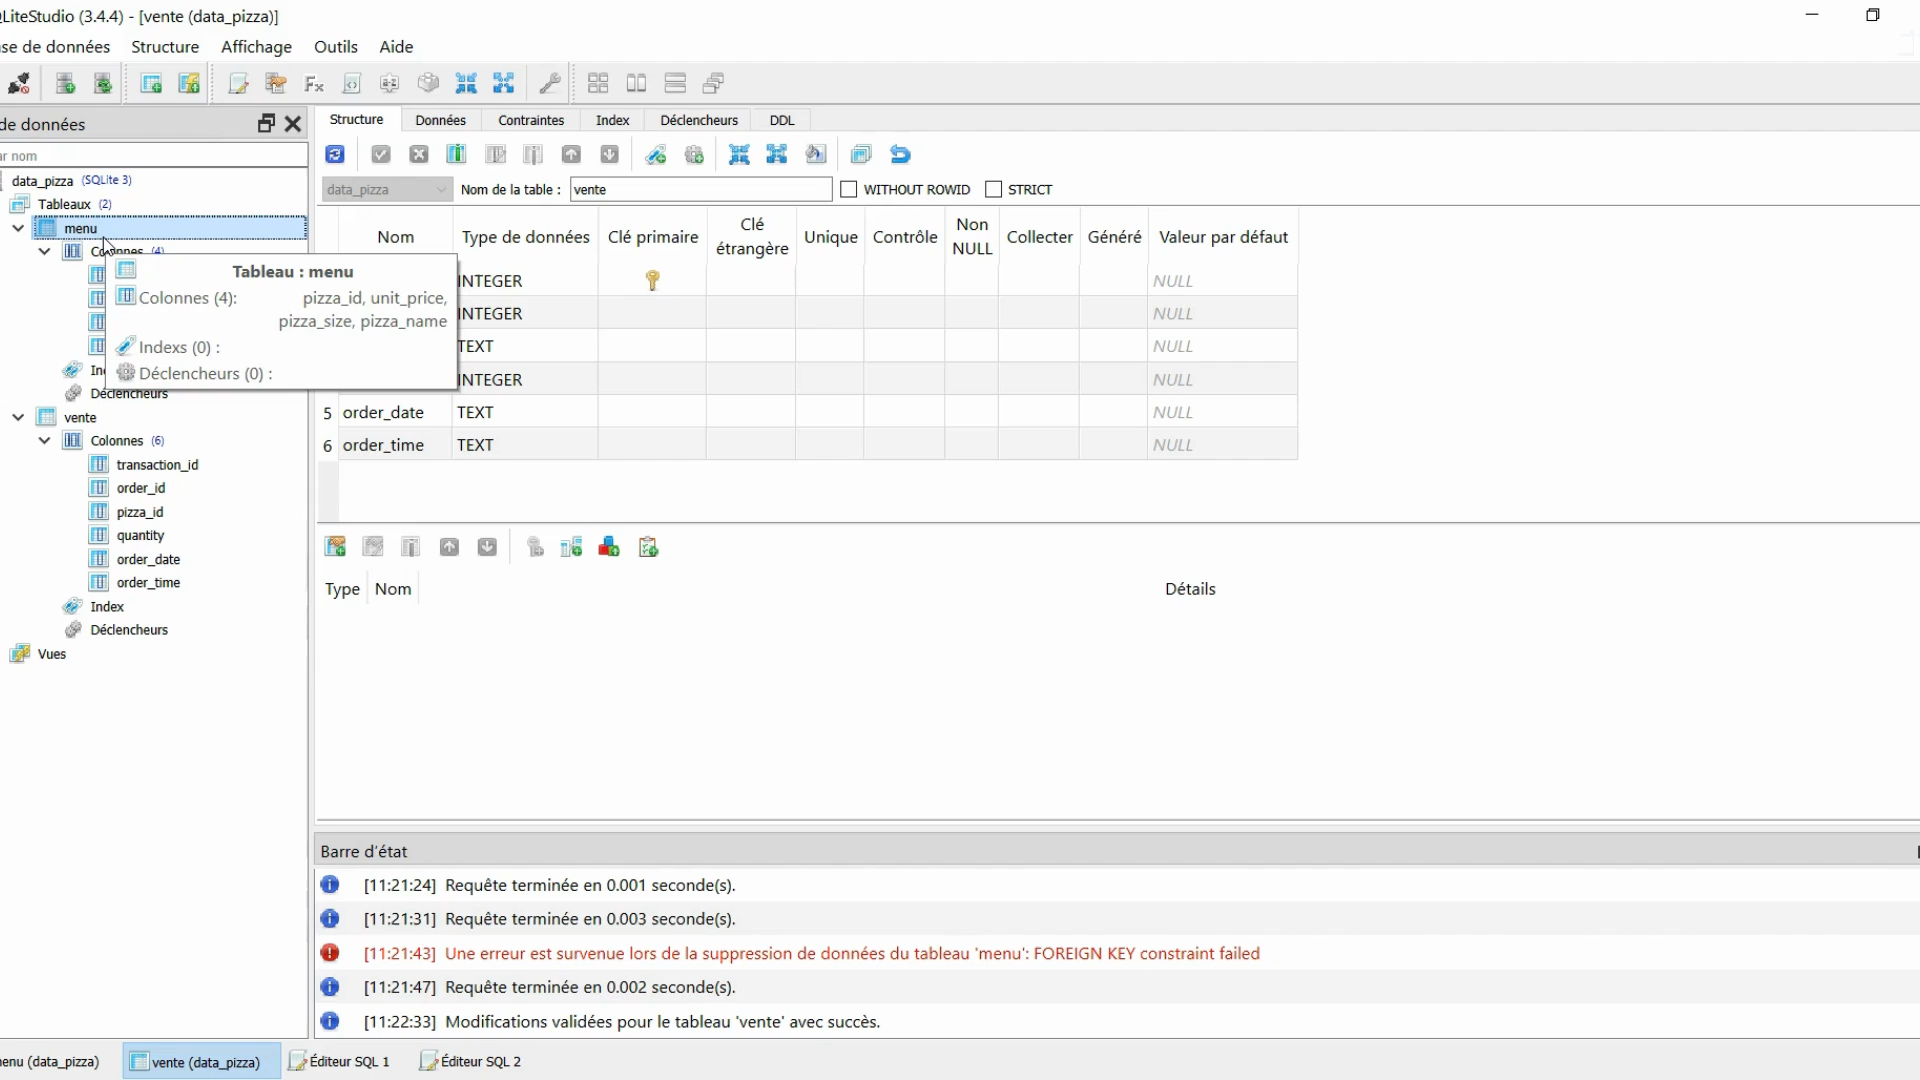 QLiteStudio (3.4.4) - [vente (data_pizza)]
se de données Structure Affichage Outils Aide
Fx
de données
ar nom
data_pizza (SQLite 3)
Tableaux (2)
menu
Colonnes (4)
Tableau : menu
Colonnes (4): pizza_id, unit_price,
pizza_size, pizza_name
Indexs (0) :
Déclencheurs (0) :
Déclencheurs
vente
Colonnes (6)
transaction_id
order_id
pizza_id
quantity
order_date
order_time
Index
Déclencheurs
Vues
Structure Données Contraintes Index Déclencheurs DDL
data_pizza Nom de la table : vente WITHOUT ROWID STRICT
Nom Type de données Clé primaire Clé étrangère Unique Contrôle Non NULL Collecter Généré Valeur par défaut
INTEGER NULL
INTEGER NULL
TEXT NULL
INTEGER NULL
5 order_date TEXT NULL
6 order_time TEXT NULL
Type Nom Détails
Barre d'état
[11:21:24] Requête terminée en 0.001 seconde(s).
[11:21:31] Requête terminée en 0.003 seconde(s).
[11:21:43] Une erreur est survenue lors de la suppression de données du tableau 'menu': FOREIGN KEY constraint failed
[11:21:47] Requête terminée en 0.002 seconde(s).
[11:22:33] Modifications validées pour le tableau 'vente' avec succès.
enu (data_pizza) vente (data_pizza) Éditeur SQL 1 Éditeur SQL 2